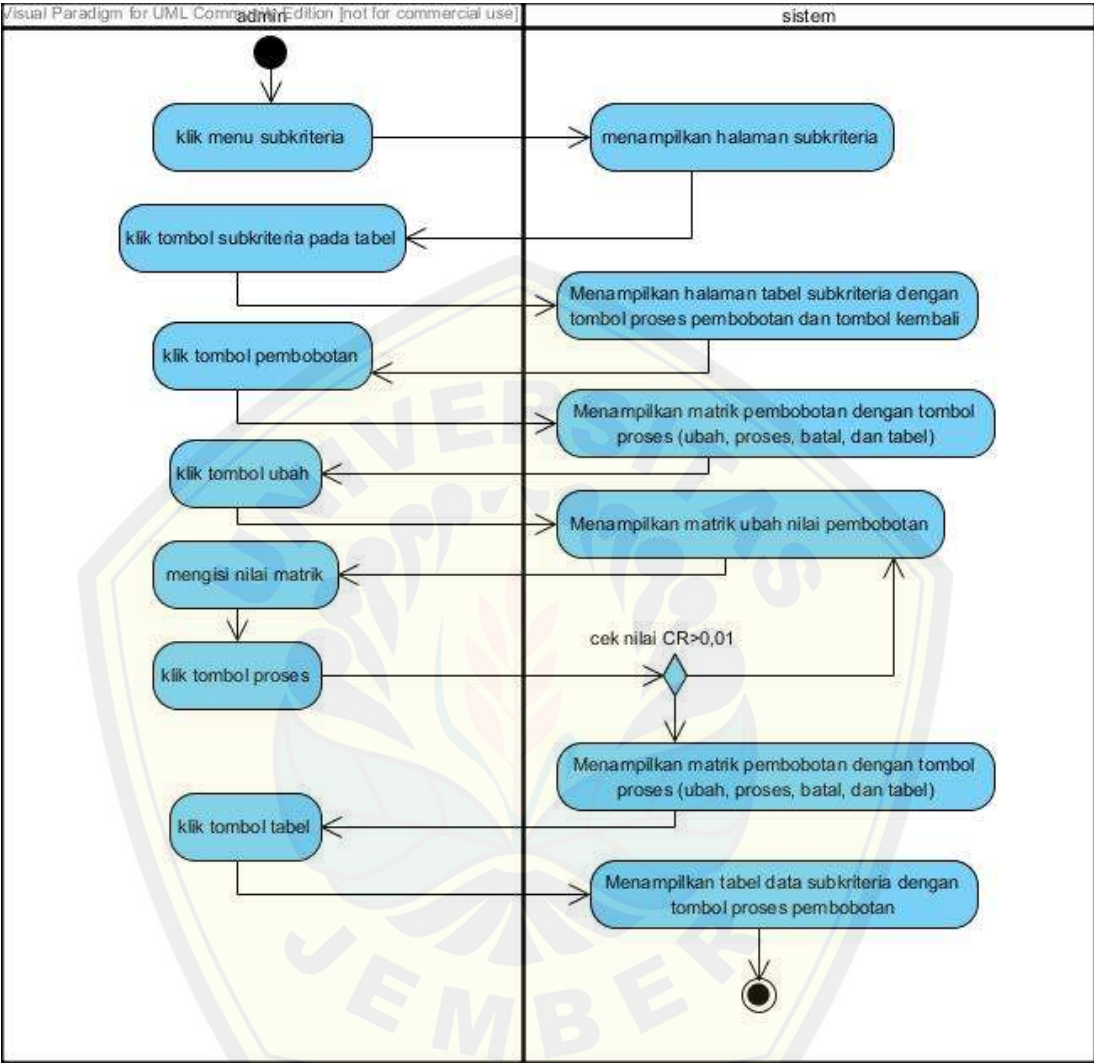 Visual Paradigm for UML Community Edition [not for commercial use]
admin
sistem
klik menu subkriteria
menampilkan halaman subkriteria
klik tombol subkriteria pada tabel
Menampilkan halaman tabel subkriteria dengan
tombol proses pembobotan dan tombol kembali
klik tombol pembobotan
Menampilkan matrik pembobotan dengan tombol
proses (ubah, proses, batal, dan tabel)
klik tombol ubah
Menampilkan matrik ubah nilai pembobotan
mengisi nilai matrik
cek nilai CR>0,01
klik tombol proses
Menampilkan matrik pembobotan dengan tombol
proses (ubah, proses, batal, dan tabel)
klik tombol tabel
Menampilkan tabel data subkriteria dengan
tombol proses pembobotan
UNIVERSITAS
JEMBER